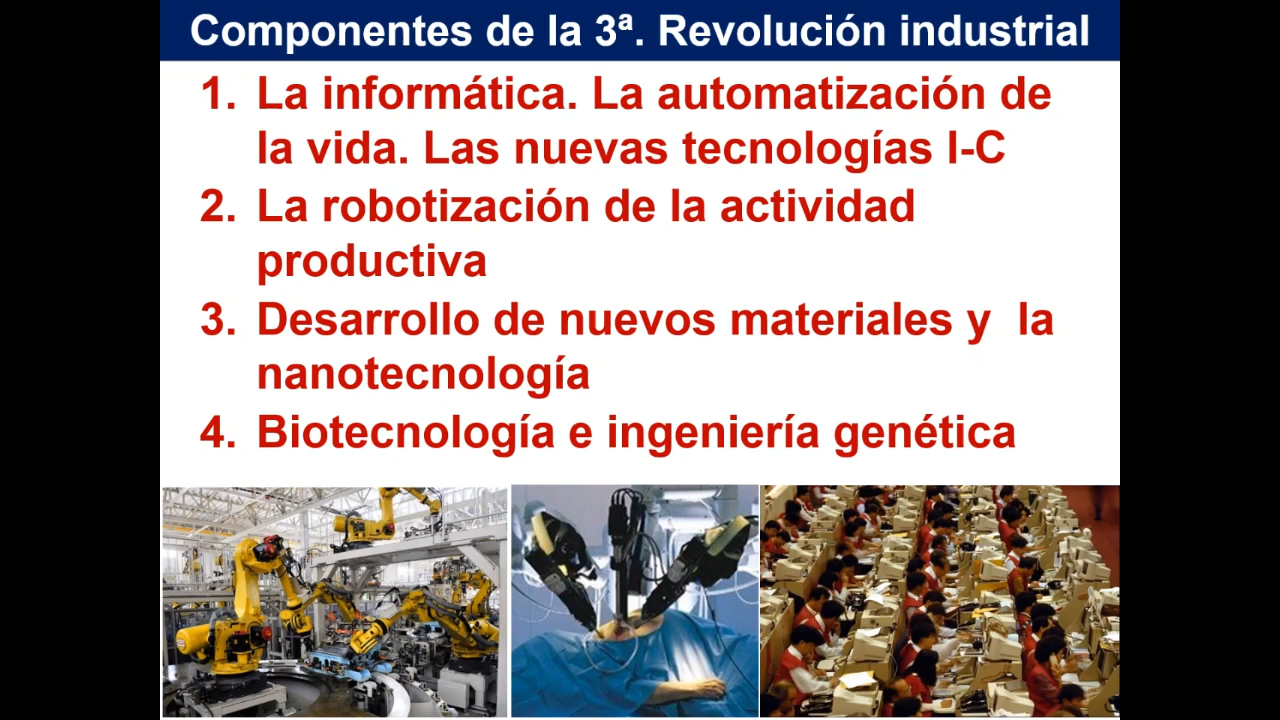 Componentes de la 3ª. Revolución industrial
1. La informática. La automatización de
la vida. Las nuevas tecnologías I-C
2. La robotización de la actividad
productiva
3. Desarrollo de nuevos materiales y  la
nanotecnología
4. Biotecnología e ingeniería genética